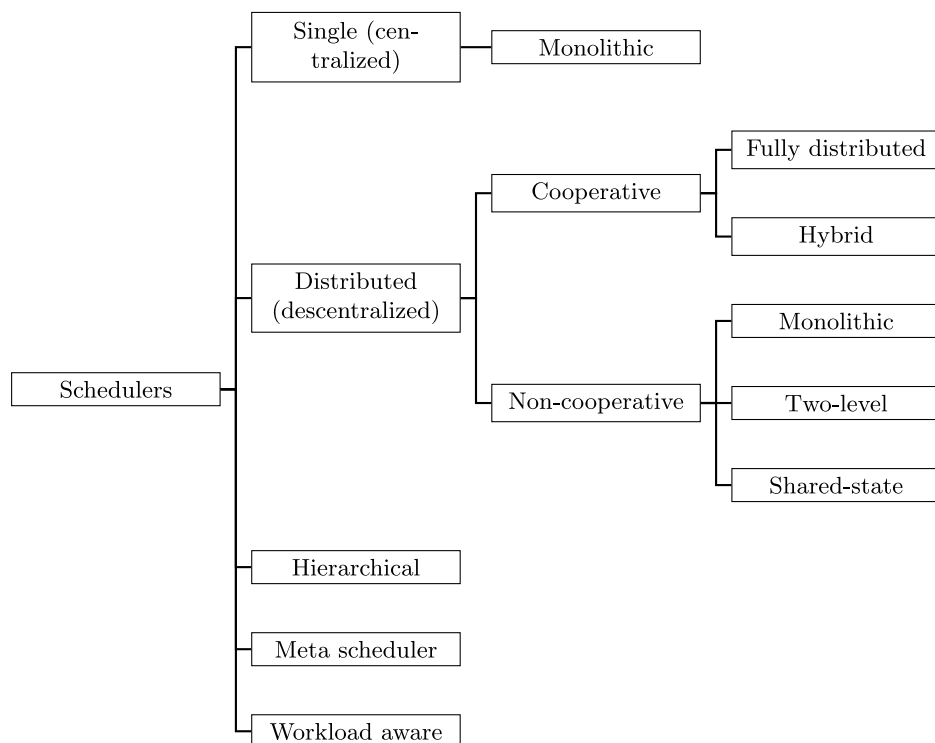 Single (cen-
tralized)
Monolithic
Fully distributed
Cooperative
Hybrid
Distributed
(descentralized)
Monolithic
Schedulers
Non-cooperative
Two-level
Shared-state
Hierarchical
Meta scheduler
Workload aware